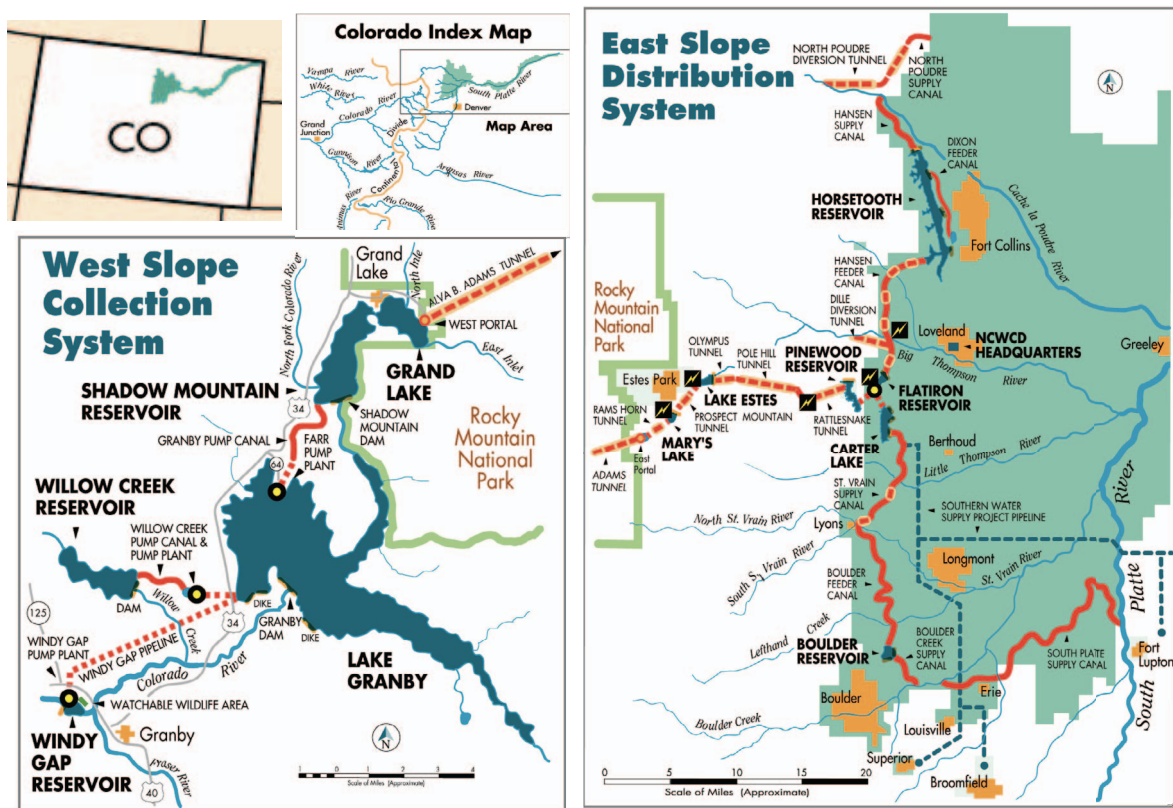 CO
Colorado Index Map
Yampa River
White River
Colorado River
South Platte River
Denver
Map Area
Grand
Junction
Gunnison River
Continental Divide
Arkansas River
Animas River
Rio Grande River
West Slope
Collection
System
North Fork Colorado River
Grand
Lake
North Inle
ALVA B. ADAMS TUNNEL
WEST PORTAL
East Inlet
GRAND
LAKE
SHADOW MOUNTAIN
RESERVOIR
34
SHADOW
MOUNTAIN
DAM
GRANBY PUMP CANAL
FARR
PUMP
PLANT
64
Rocky
Mountain
National
Park
WILLOW CREEK
RESERVOIR
WILLOW CREEK
PUMP CANAL &
PUMP PLANT
DAM
Willow
Creek
DIKE
34
GRANBY
DAM
DIKE
125
WINDY GAP
PUMP PLANT
WINDY GAP PIPELINE
Colorado River
LAKE
GRANBY
WATCHABLE WILDLIFE AREA
Granby
WINDY
GAP
RESERVOIR
Fraser River
40
N
1 0 1 2 3 4
Scale of Miles (Approximate)
East Slope
Distribution
System
NORTH POUDRE
DIVERSION TUNNEL
NORTH
POUDRE
SUPPLY
CANAL
N
HANSEN
SUPPLY
CANAL
DIXON
FEEDER
CANAL
HORSETOOTH
RESERVOIR
Cache la Poudre
River
Fort Collins
HANSEN
FEEDER
CANAL
Rocky
Mountain
National
Park
DILLE
DIVERSION
TUNNEL
Loveland
NCWCD
HEADQUARTERS
Greeley
OLYMPUS
TUNNEL
POLE HILL
TUNNEL
PINEWOOD
RESERVOIR
Big
Thompson
River
Estes Park
LAKE ESTES
FLATIRON
RESERVOIR
RAMS HORN
TUNNEL
PROSPECT MOUNTAIN
TUNNEL
RATTLESNAKE
TUNNEL
MARY'S
LAKE
East
Portal
ADAMS
TUNNEL
CARTER
LAKE
Berthoud
Little Thompson River
ST. VRAIN
SUPPLY
CANAL
North St. Vrain River
SOUTHERN WATER
SUPPLY PROJECT PIPELINE
Lyons
South S. Vrain River
Longmont
St. Vrain River
BOULDER
FEEDER
CANAL
Lefthand Creek
BOULDER
RESERVOIR
BOULDER
CREEK
SUPPLY
CANAL
SOUTH PLATTE
SUPPLY CANAL
South Platte River
Fort
Lupton
Boulder
Erie
Boulder Creek
Louisville
Superior
Broomfield
0 5 10 15 20
Scale of Miles (Approximate)